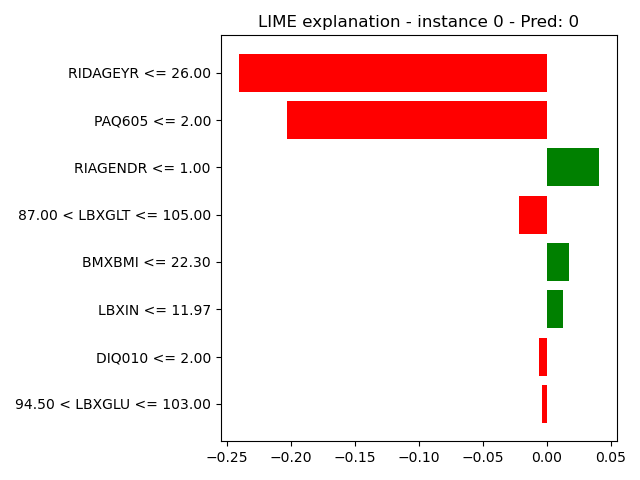 LIME explanation - instance 0 - Pred: 0
RIDAGEYR <= 26.00
PAQ605 <= 2.00
RIAGENDR <= 1.00
87.00 < LBXGLT <= 105.00
BMXBMI <= 22.30
LBXIN <= 11.97
DIQ010 <= 2.00
94.50 < LBXGLU <= 103.00
−0.25 −0.20 −0.15 −0.10 −0.05 0.00 0.05